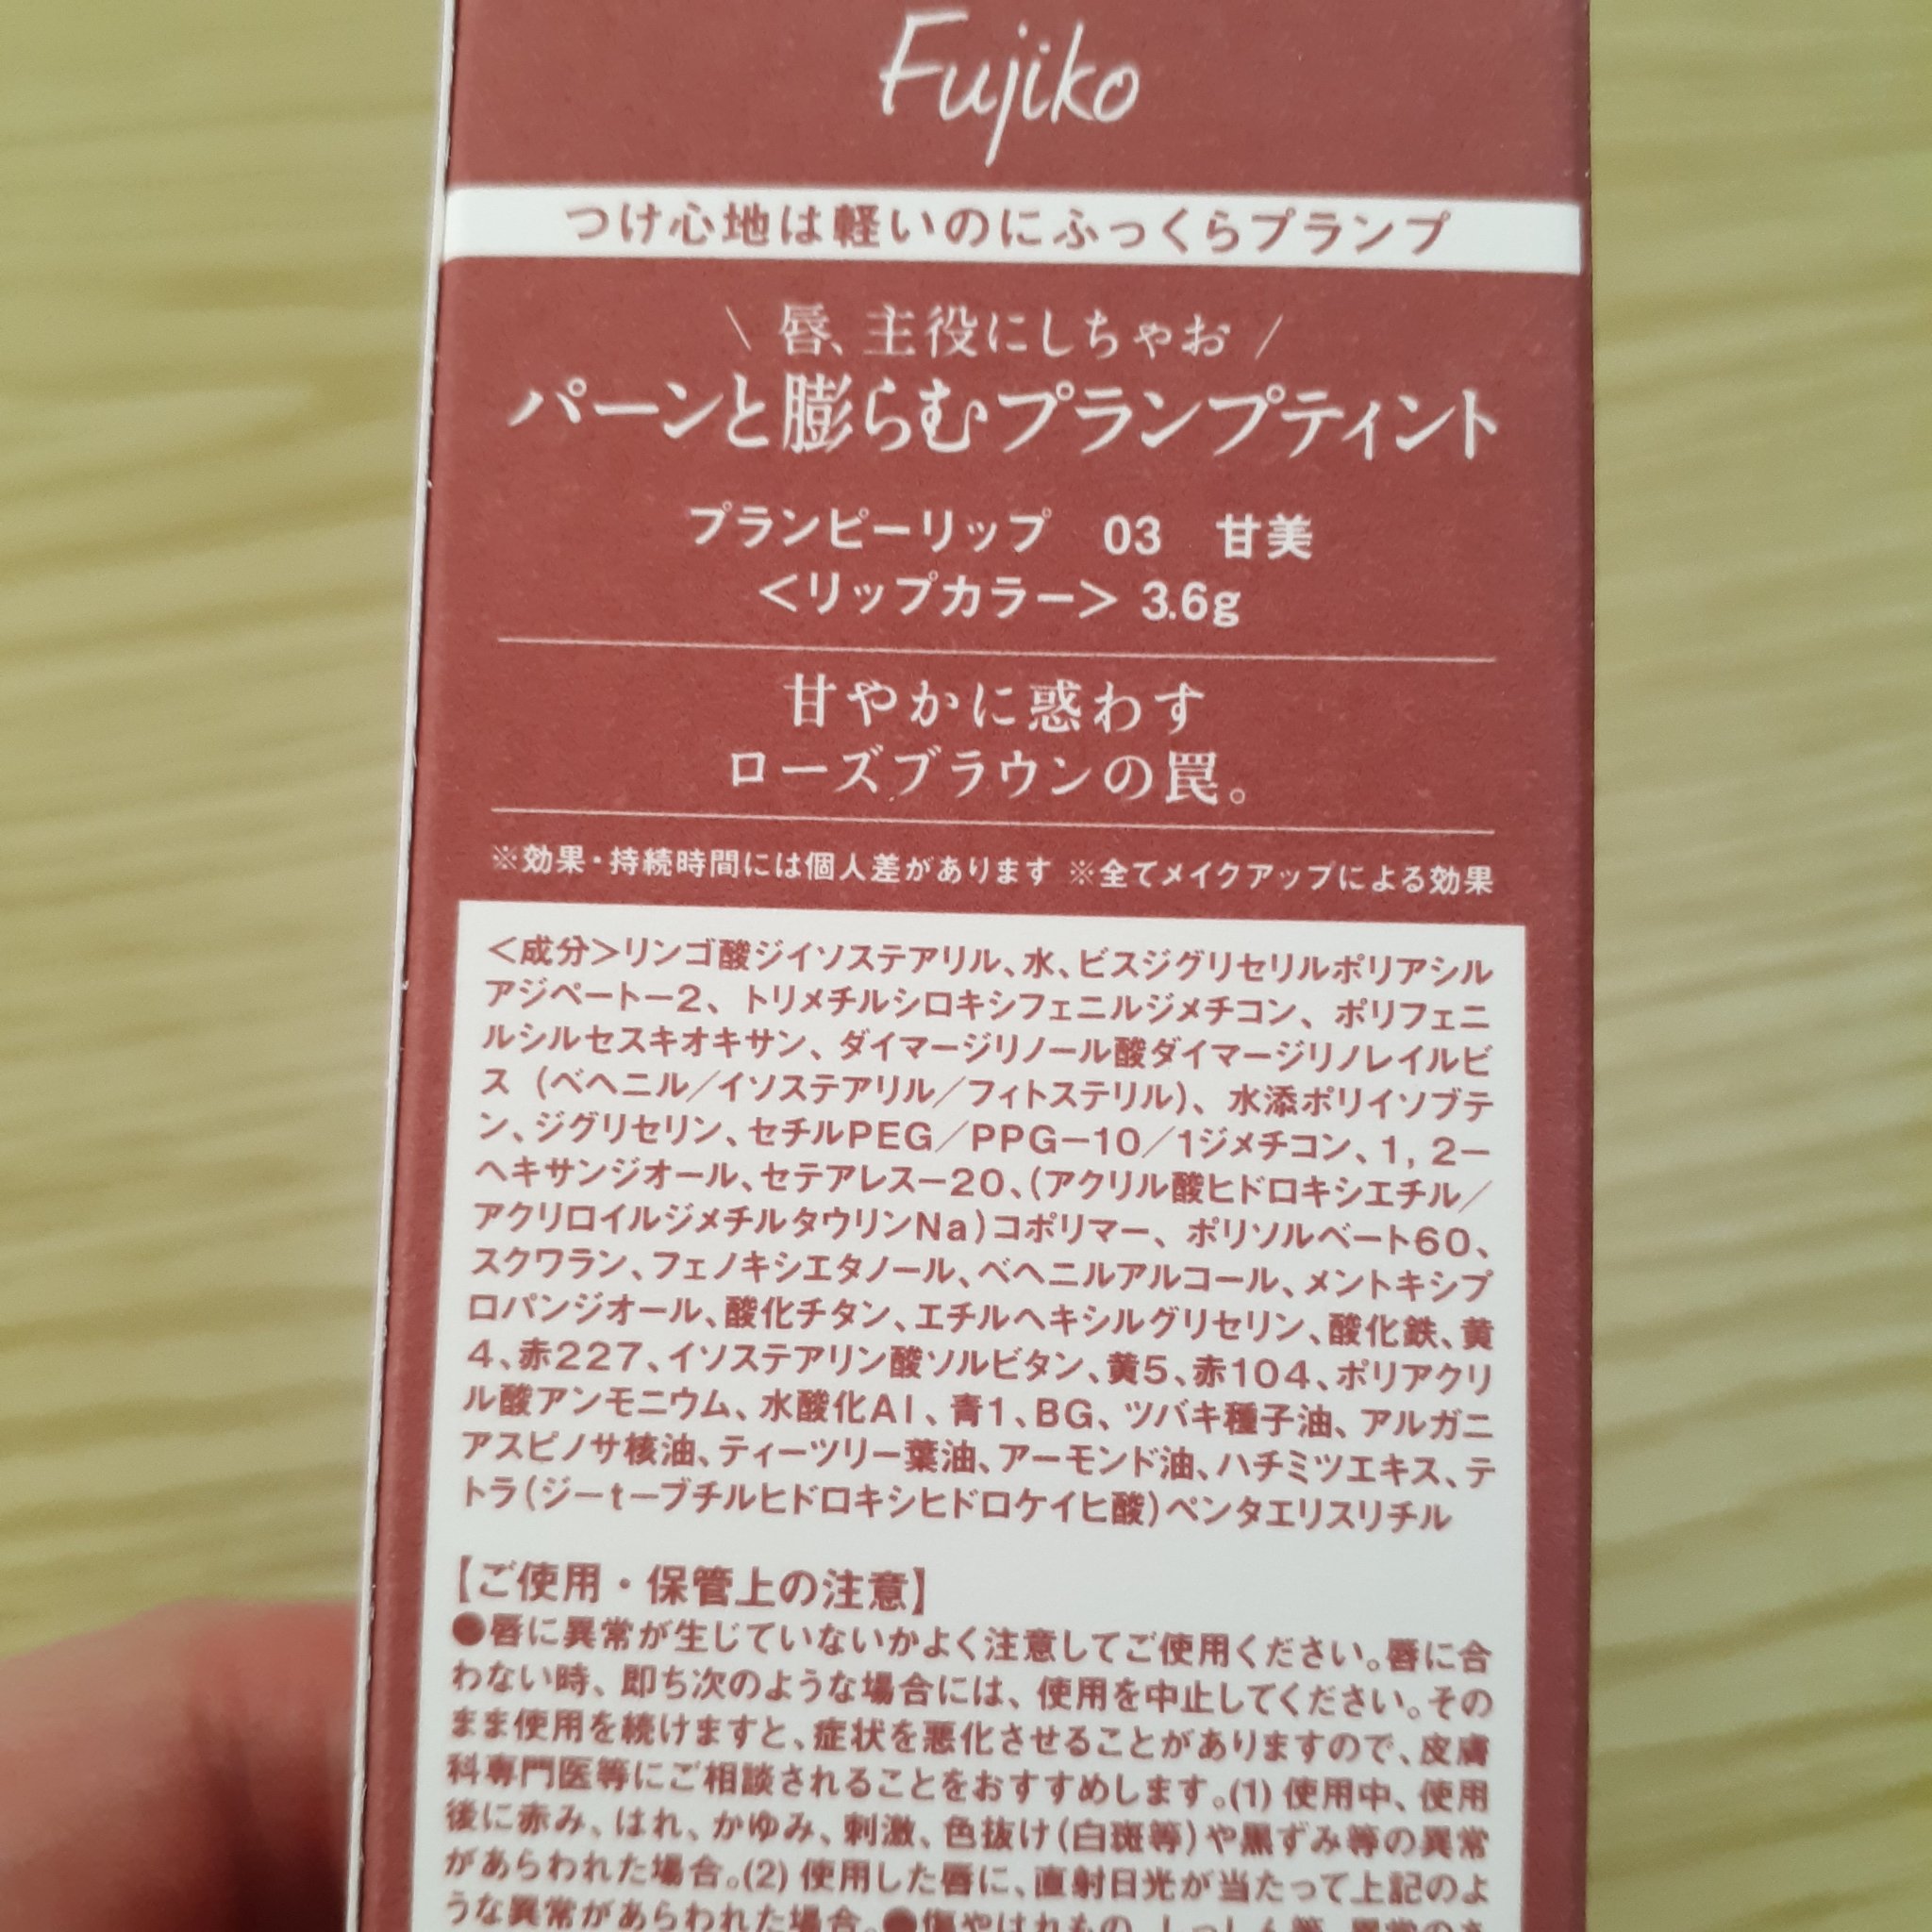 Fujiko
つけ心地は軽いのにふっくらプランプ
\ 唇、主役にしちゃお /
パーンと膨らむプランプティント
プランピーリップ　03　甘美
＜リップカラー＞ 3.6g
甘やかに惑わす
ローズブラウンの罠。
※効果・持続時間には個人差があります ※全てメイクアップによる効果
＜成分＞リンゴ酸ジイソステアリル、水、ビスジグリセリルポリアシル
アジペートー2、トリメチルシロキシフェニルジメチコン、ポリフェニ
ルシルセスキオキサン、ダイマージリノール酸ダイマージリノレイルビ
ス（ベヘニル／イソステアリル／フィトステリル）、水添ポリイソブテ
ン、ジグリセリン、セチルPEG／PPG－10／1ジメチコン、1，2－
ヘキサンジオール、セテアレスー20、（アクリル酸ヒドロキシエチル／
アクリロイルジメチルタウリンNa）コポリマー、ポリソルベート60、
スクワラン、フェノキシエタノール、ベヘニルアルコール、メントキシプ
ロパンジオール、酸化チタン、エチルヘキシルグリセリン、酸化鉄、黄
4、赤227、イソステアリン酸ソルビタン、黄5、赤104、ポリアクリ
ル酸アンモニウム、水酸化Al、青1、BG、ツバキ種子油、アルガニ
アスピノサ核油、ティーツリー葉油、アーモンド油、ハチミツエキス、テ
トラ（ジーtーブチルヒドロキシヒドロケイヒ酸）ペンタエリスリチル
【ご使用・保管上の注意】
●唇に異常が生じていないかよく注意してご使用ください。唇に合
わない時、即ち次のような場合には、使用を中止してください。その
まま使用を続けますと、症状を悪化させることがありますので、皮膚
科専門医等にご相談されることをおすすめします。(1) 使用中、使用
後に赤み、はれ、かゆみ、刺激、色抜け（白斑等）や黒ずみ等の異常
があらわれた場合。(2) 使用した唇に、直射日光が当たって上記のよ
うな異常があらわれた場合。●傷やはれもの、しっしん等、異常のあ